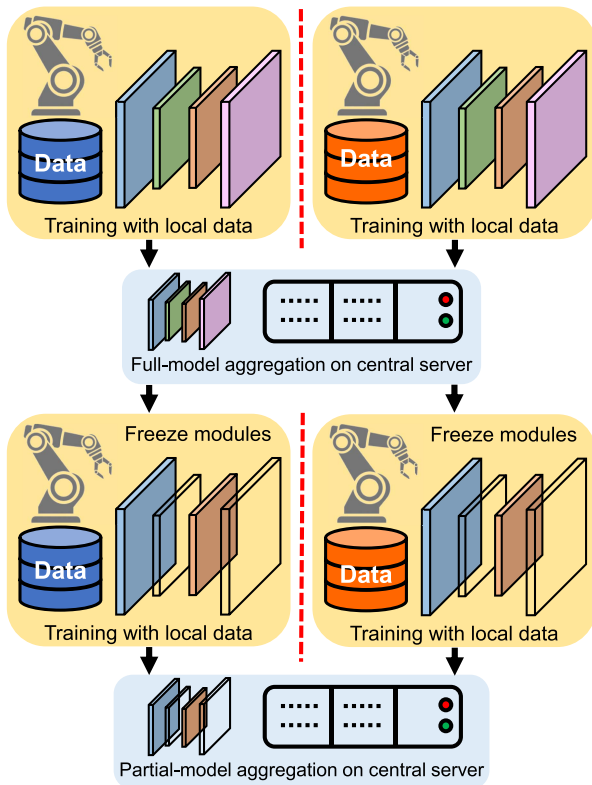 Data
Training with local data
Data
Training with local data
Full-model aggregation on central server
Freeze modules
Data
Training with local data
Freeze modules
Data
Training with local data
Partial-model aggregation on central server